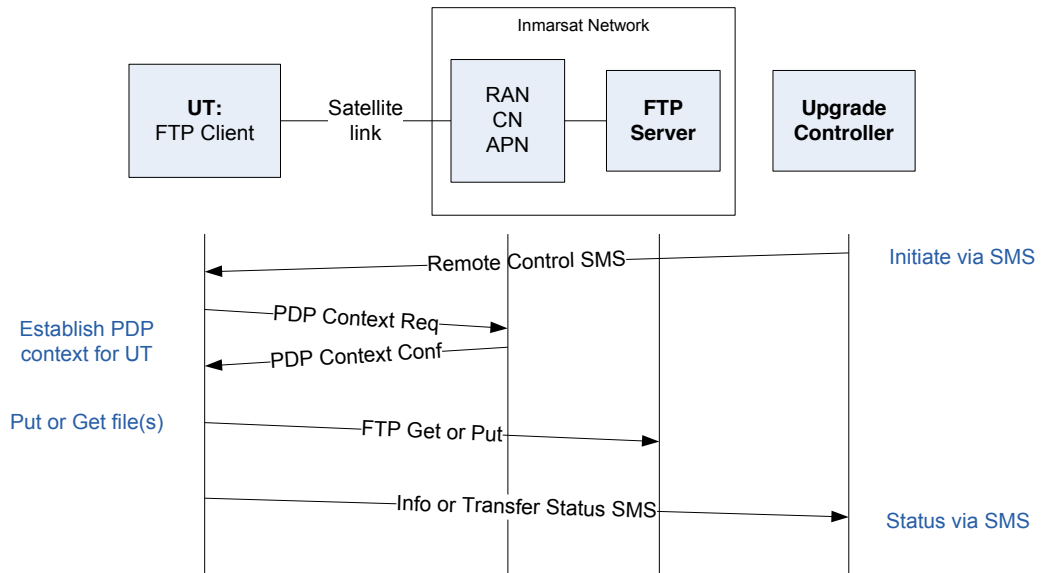 Inmarsat Network
UT:
FTP Client
Satellite
link
RAN
CN
APN
FTP
Server
Upgrade
Controller
Remote Control SMS
Initiate via SMS
PDP Context Req
Establish PDP
context for UT
PDP Context Conf
Put or Get file(s)
FTP Get or Put
Info or Transfer Status SMS
Status via SMS